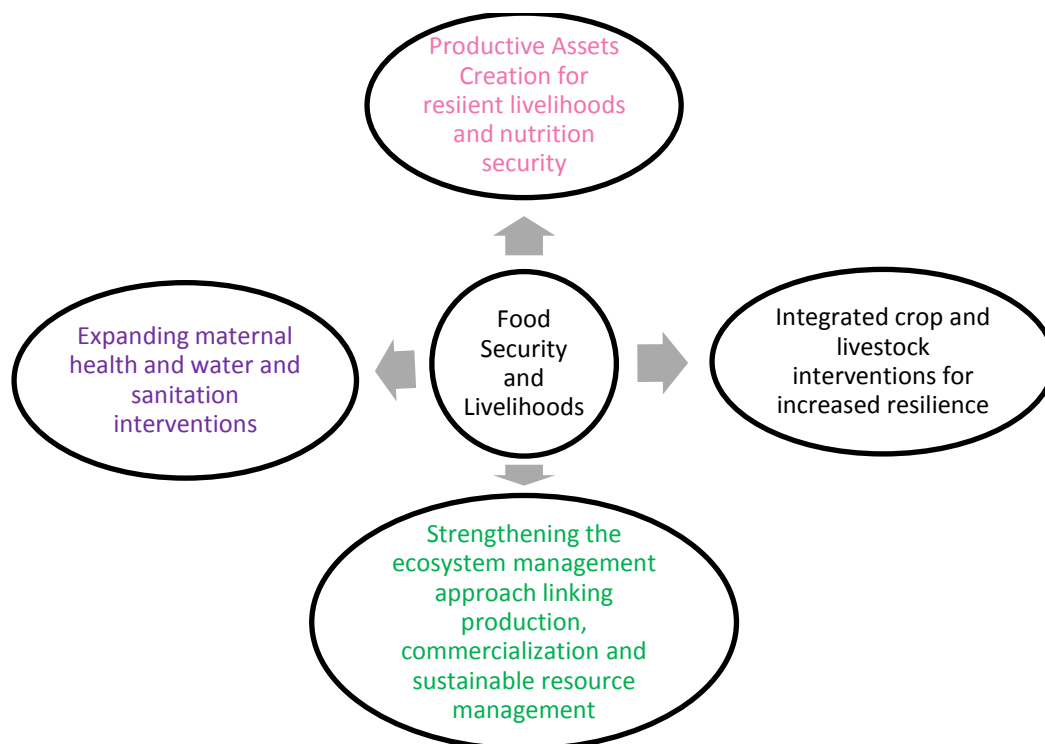 Productive Assets
Creation for
resiient livelihoods
and nutrition
security
Expanding maternal
health and water and
sanitation
interventions
Food
Security
and
Livelihoods
Integrated crop and
livestock
interventions for
increased resilience
Strengthening the
ecosystem management
approach linking
production,
commercialization and
sustainable resource
management